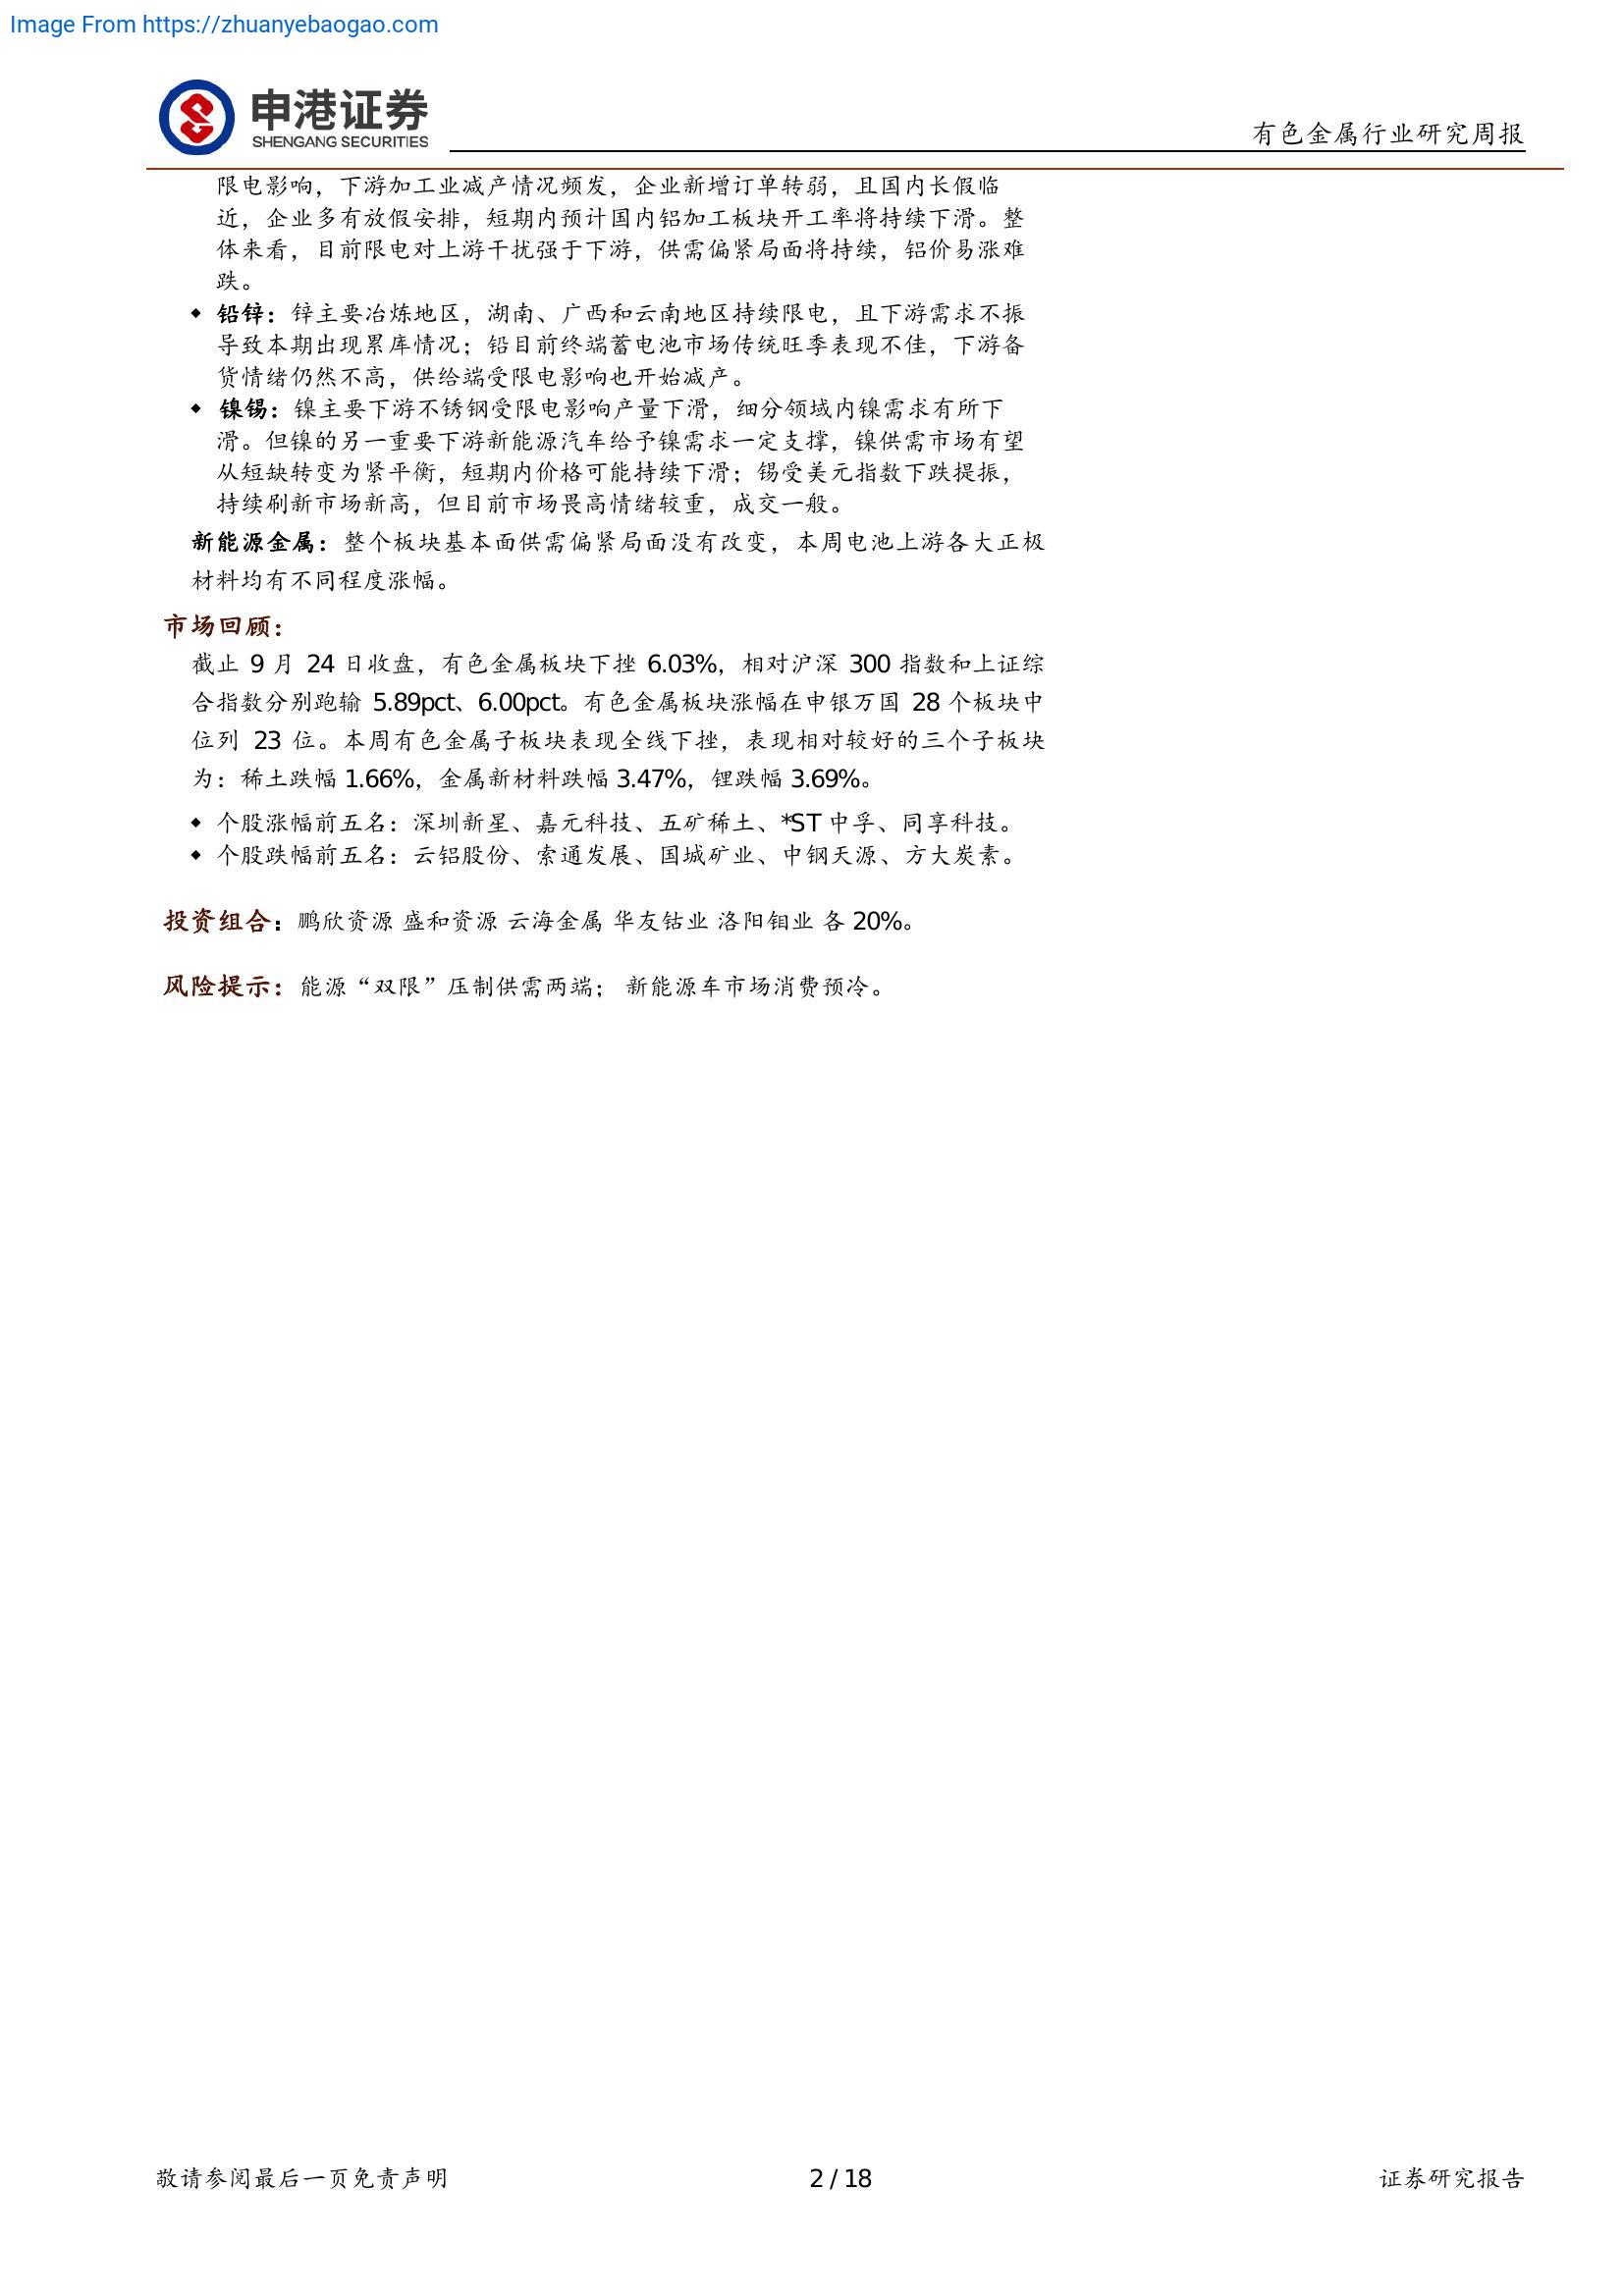 Image From https://zhuanyebaogao.com
申港证券
SHENGANG SECURITIES
有色金属行业研究周报
限电影响，下游加工业减产情况频发，企业新增订单转弱，且国内长假临
近，企业多有放假安排，短期内预计国内铝加工板块开工率将持续下滑。整
体来看，目前限电对上游干扰强于下游，供需偏紧局面将持续，铝价易涨难
跌。
◆ 铅锌：锌主要冶炼地区，湖南、广西和云南地区持续限电，且下游需求不振
导致本期出现累库情况；铅目前终端蓄电池市场传统旺季表现不佳，下游备
货情绪仍然不高，供给端受限电影响也开始减产。
◆ 镍锡：镍主要下游不锈钢受限电影响产量下滑，细分领域内镍需求有所下
滑。但镍的另一重要下游新能源汽车给予镍需求一定支撑，镍供需市场有望
从短缺转变为紧平衡，短期内价格可能持续下滑；锡受美元指数下跌提振，
持续刷新市场新高，但目前市场畏高情绪较重，成交一般。
新能源金属：整个板块基本面供需偏紧局面没有改变，本周电池上游各大正极
材料均有不同程度涨幅。
市场回顾：
截止 9 月 24 日收盘，有色金属板块下挫 6.03%，相对沪深 300 指数和上证综
合指数分别跑输 5.89pct、6.00pct。有色金属板块涨幅在申银万国 28 个板块中
位列 23 位。本周有色金属子板块表现全线下挫，表现相对较好的三个子板块
为：稀土跌幅 1.66%，金属新材料跌幅 3.47%，锂跌幅 3.69%。
◆ 个股涨幅前五名：深圳新星、嘉元科技、五矿稀土、*ST 中孚、同享科技。
◆ 个股跌幅前五名：云铝股份、索通发展、国城矿业、中钢天源、方大炭素。
投资组合：鹏欣资源 盛和资源 云海金属 华友钴业 洛阳钼业 各 20%。
风险提示：能源“双限”压制供需两端； 新能源车市场消费预冷。
敬请参阅最后一页免责声明
2 / 18
证券研究报告